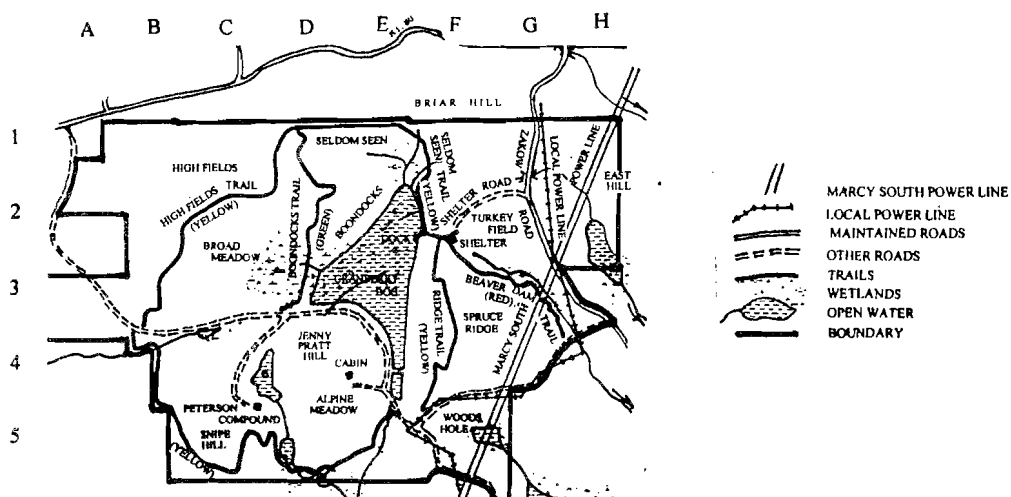 A B C D E F G H
BRIAR HILL
1
SELDOM SEEN
SELDOM
SEEN
TRAIL
(YELLOW)
ZAKOW
ROAD
LOCAL POWER LINE
POWER LINE
EAST
HILL
HIGH FIELDS
HIGH FIELDS TRAIL
(YELLOW)
2
BOONDOCKS TRAIL
(GREEN)
BOONDOCKS
SHELTER ROAD
TURKEY
FIELD
SHELTER
DOCK
BROAD
MEADOW
3
BOG
BEAVER DAM
(RED)
TRAIL
RIDGE TRAIL
(YELLOW)
SPRUCE
RIDGE
MARCY SOUTH
JENNY
PRATT
HILL
4
CABIN
ALPINE
MEADOW
PETERSON
COMPOUND
WOODS
HOLE
5
SNIPE
HILL
(YELLOW)
MARCY SOUTH POWER LINE
LOCAL POWER LINE
MAINTAINED ROADS
OTHER ROADS
TRAILS
WETLANDS
OPEN WATER
BOUNDARY